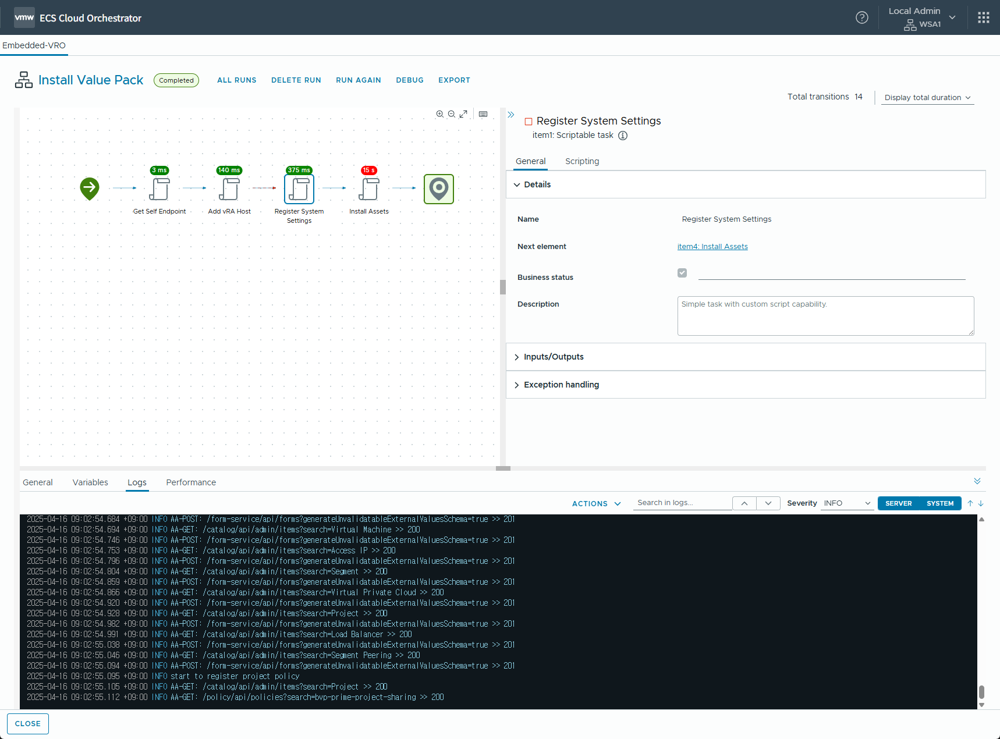 vmw ECS Cloud Orchestrator
Local Admin
WSA1
Embedded-VRO
Install Value Pack Completed ALL RUNS DELETE RUN RUN AGAIN DEBUG EXPORT
Total transitions 14 Display total duration
3 ms 140 ms 375 ms 15 s
Get Self Endpoint Add vRA Host Register System Settings Install Assets
Register System Settings
item1: Scriptable task
General Scripting
Details
Name Register System Settings
Next element item4: Install Assets
Business status
Description Simple task with custom script capability.
Inputs/Outputs
Exception handling
General Variables Logs Performance
ACTIONS Search in logs... Severity INFO SERVER SYSTEM
2025-04-16 09:02:54.684 +09:00 INFO AA-POST: /form-service/api/forms?generateUnvalidatableExternalValuesSchema=true >> 201
2025-04-16 09:02:54.694 +09:00 INFO AA-GET: /catalog/api/admin/items?search=Virtual Machine >> 200
2025-04-16 09:02:54.746 +09:00 INFO AA-POST: /form-service/api/forms?generateUnvalidatableExternalValuesSchema=true >> 201
2025-04-16 09:02:54.753 +09:00 INFO AA-GET: /catalog/api/admin/items?search=Access IP >> 200
2025-04-16 09:02:54.796 +09:00 INFO AA-POST: /form-service/api/forms?generateUnvalidatableExternalValuesSchema=true >> 201
2025-04-16 09:02:54.804 +09:00 INFO AA-GET: /catalog/api/admin/items?search=Segment >> 200
2025-04-16 09:02:54.859 +09:00 INFO AA-POST: /form-service/api/forms?generateUnvalidatableExternalValuesSchema=true >> 201
2025-04-16 09:02:54.866 +09:00 INFO AA-GET: /catalog/api/admin/items?search=Virtual Private Cloud >> 200
2025-04-16 09:02:54.920 +09:00 INFO AA-POST: /form-service/api/forms?generateUnvalidatableExternalValuesSchema=true >> 201
2025-04-16 09:02:54.928 +09:00 INFO AA-GET: /catalog/api/admin/items?search=Project >> 200
2025-04-16 09:02:54.982 +09:00 INFO AA-POST: /form-service/api/forms?generateUnvalidatableExternalValuesSchema=true >> 201
2025-04-16 09:02:54.991 +09:00 INFO AA-GET: /catalog/api/admin/items?search=Load Balancer >> 200
2025-04-16 09:02:55.038 +09:00 INFO AA-POST: /form-service/api/forms?generateUnvalidatableExternalValuesSchema=true >> 201
2025-04-16 09:02:55.046 +09:00 INFO AA-GET: /catalog/api/admin/items?search=Segment Peering >> 200
2025-04-16 09:02:55.094 +09:00 INFO AA-POST: /form-service/api/forms?generateUnvalidatableExternalValuesSchema=true >> 201
2025-04-16 09:02:55.095 +09:00 INFO start to register project policy
2025-04-16 09:02:55.105 +09:00 INFO AA-GET: /catalog/api/admin/items?search=Project >> 200
2025-04-16 09:02:55.112 +09:00 INFO AA-GET: /policy/api/policies?search=bvp-prime-project-sharing >> 200
CLOSE